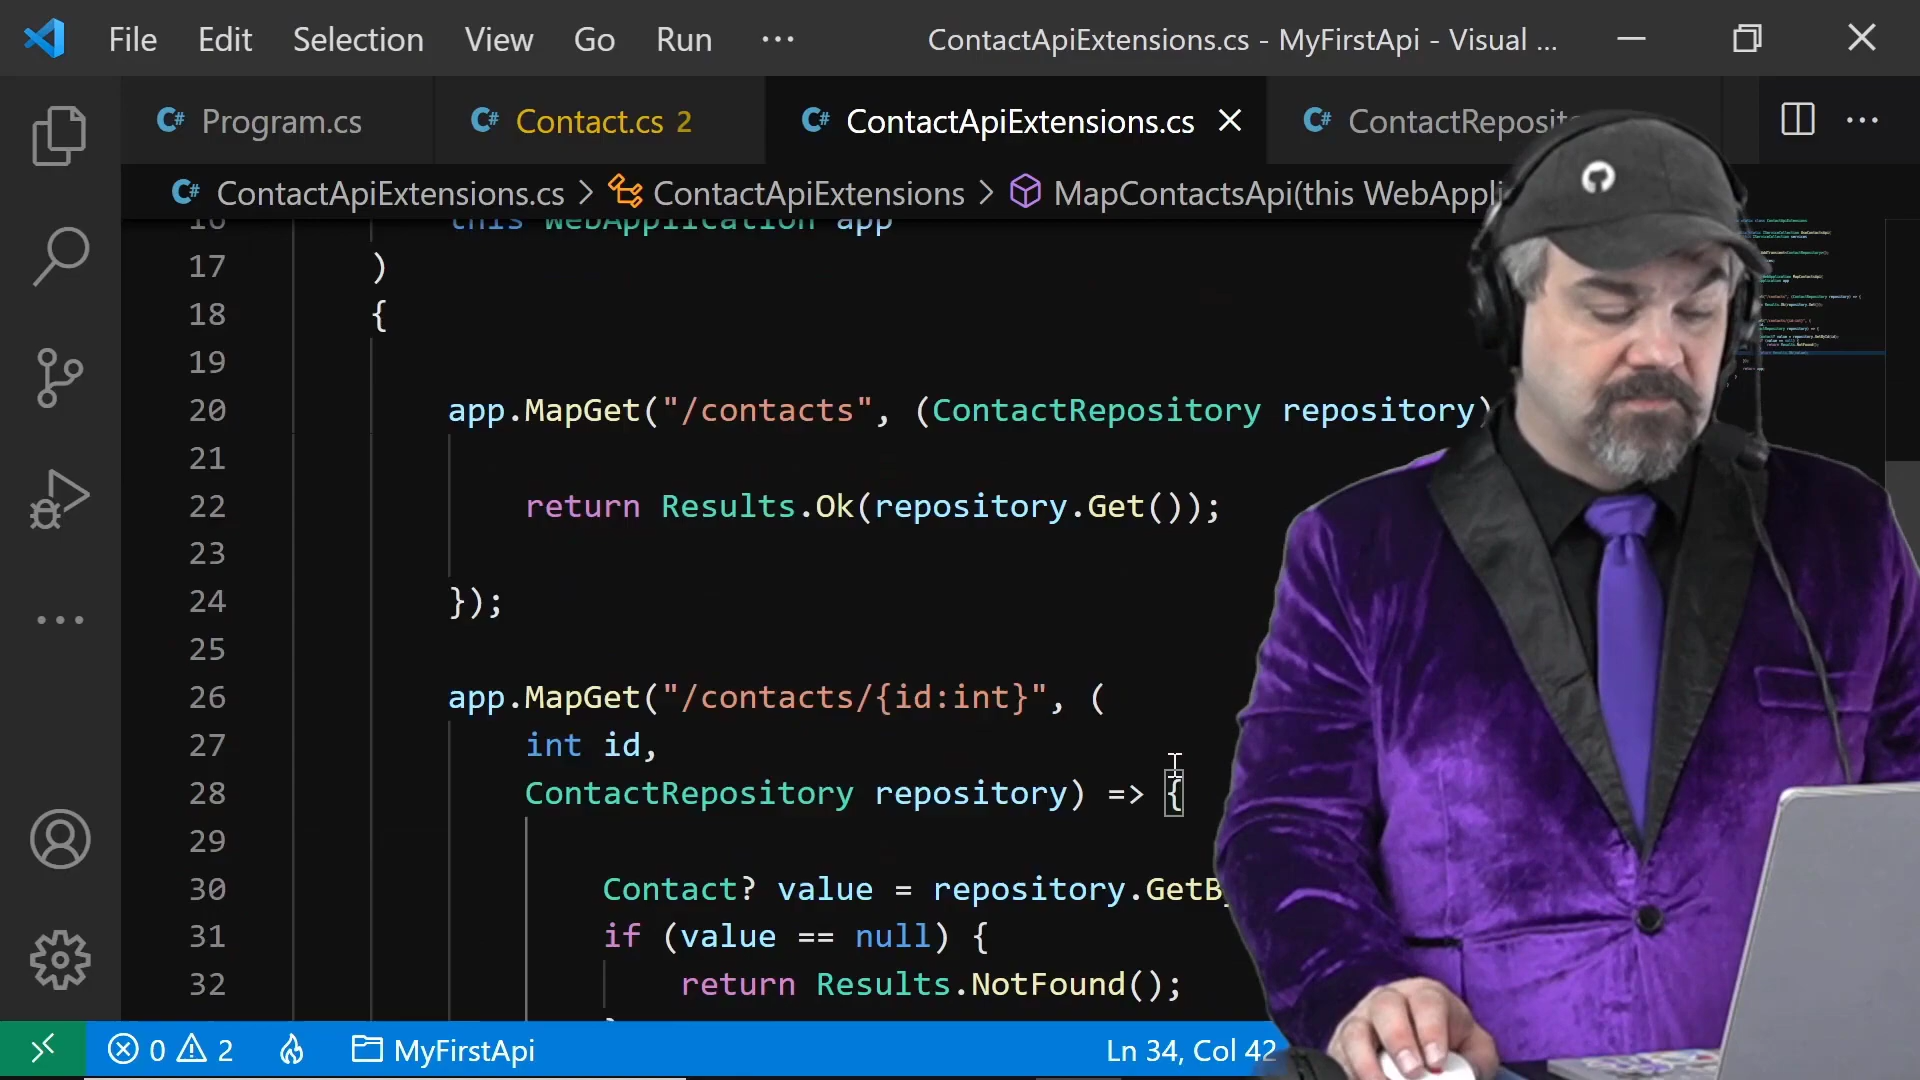 File Edit Selection View Go Run ···
ContactApiExtensions.cs - MyFirstApi - Visual ...
C# Program.cs
C# Contact.cs 2
C# ContactApiExtensions.cs
C# ContactReposit
C# ContactApiExtensions.cs > ContactApiExtensions > MapContactsApi(this WebAppli
16 this WebApplication app
17 )
18 {
19
20 app.MapGet("/contacts", (ContactRepository repository)
21
22 return Results.Ok(repository.Get());
23
24 });
25
26 app.MapGet("/contacts/{id:int}", (
27 int id,
28 ContactRepository repository) => {
29
30 Contact? value = repository.GetB
31 if (value == null) {
32 return Results.NotFound();
0 2 MyFirstApi Ln 34, Col 42